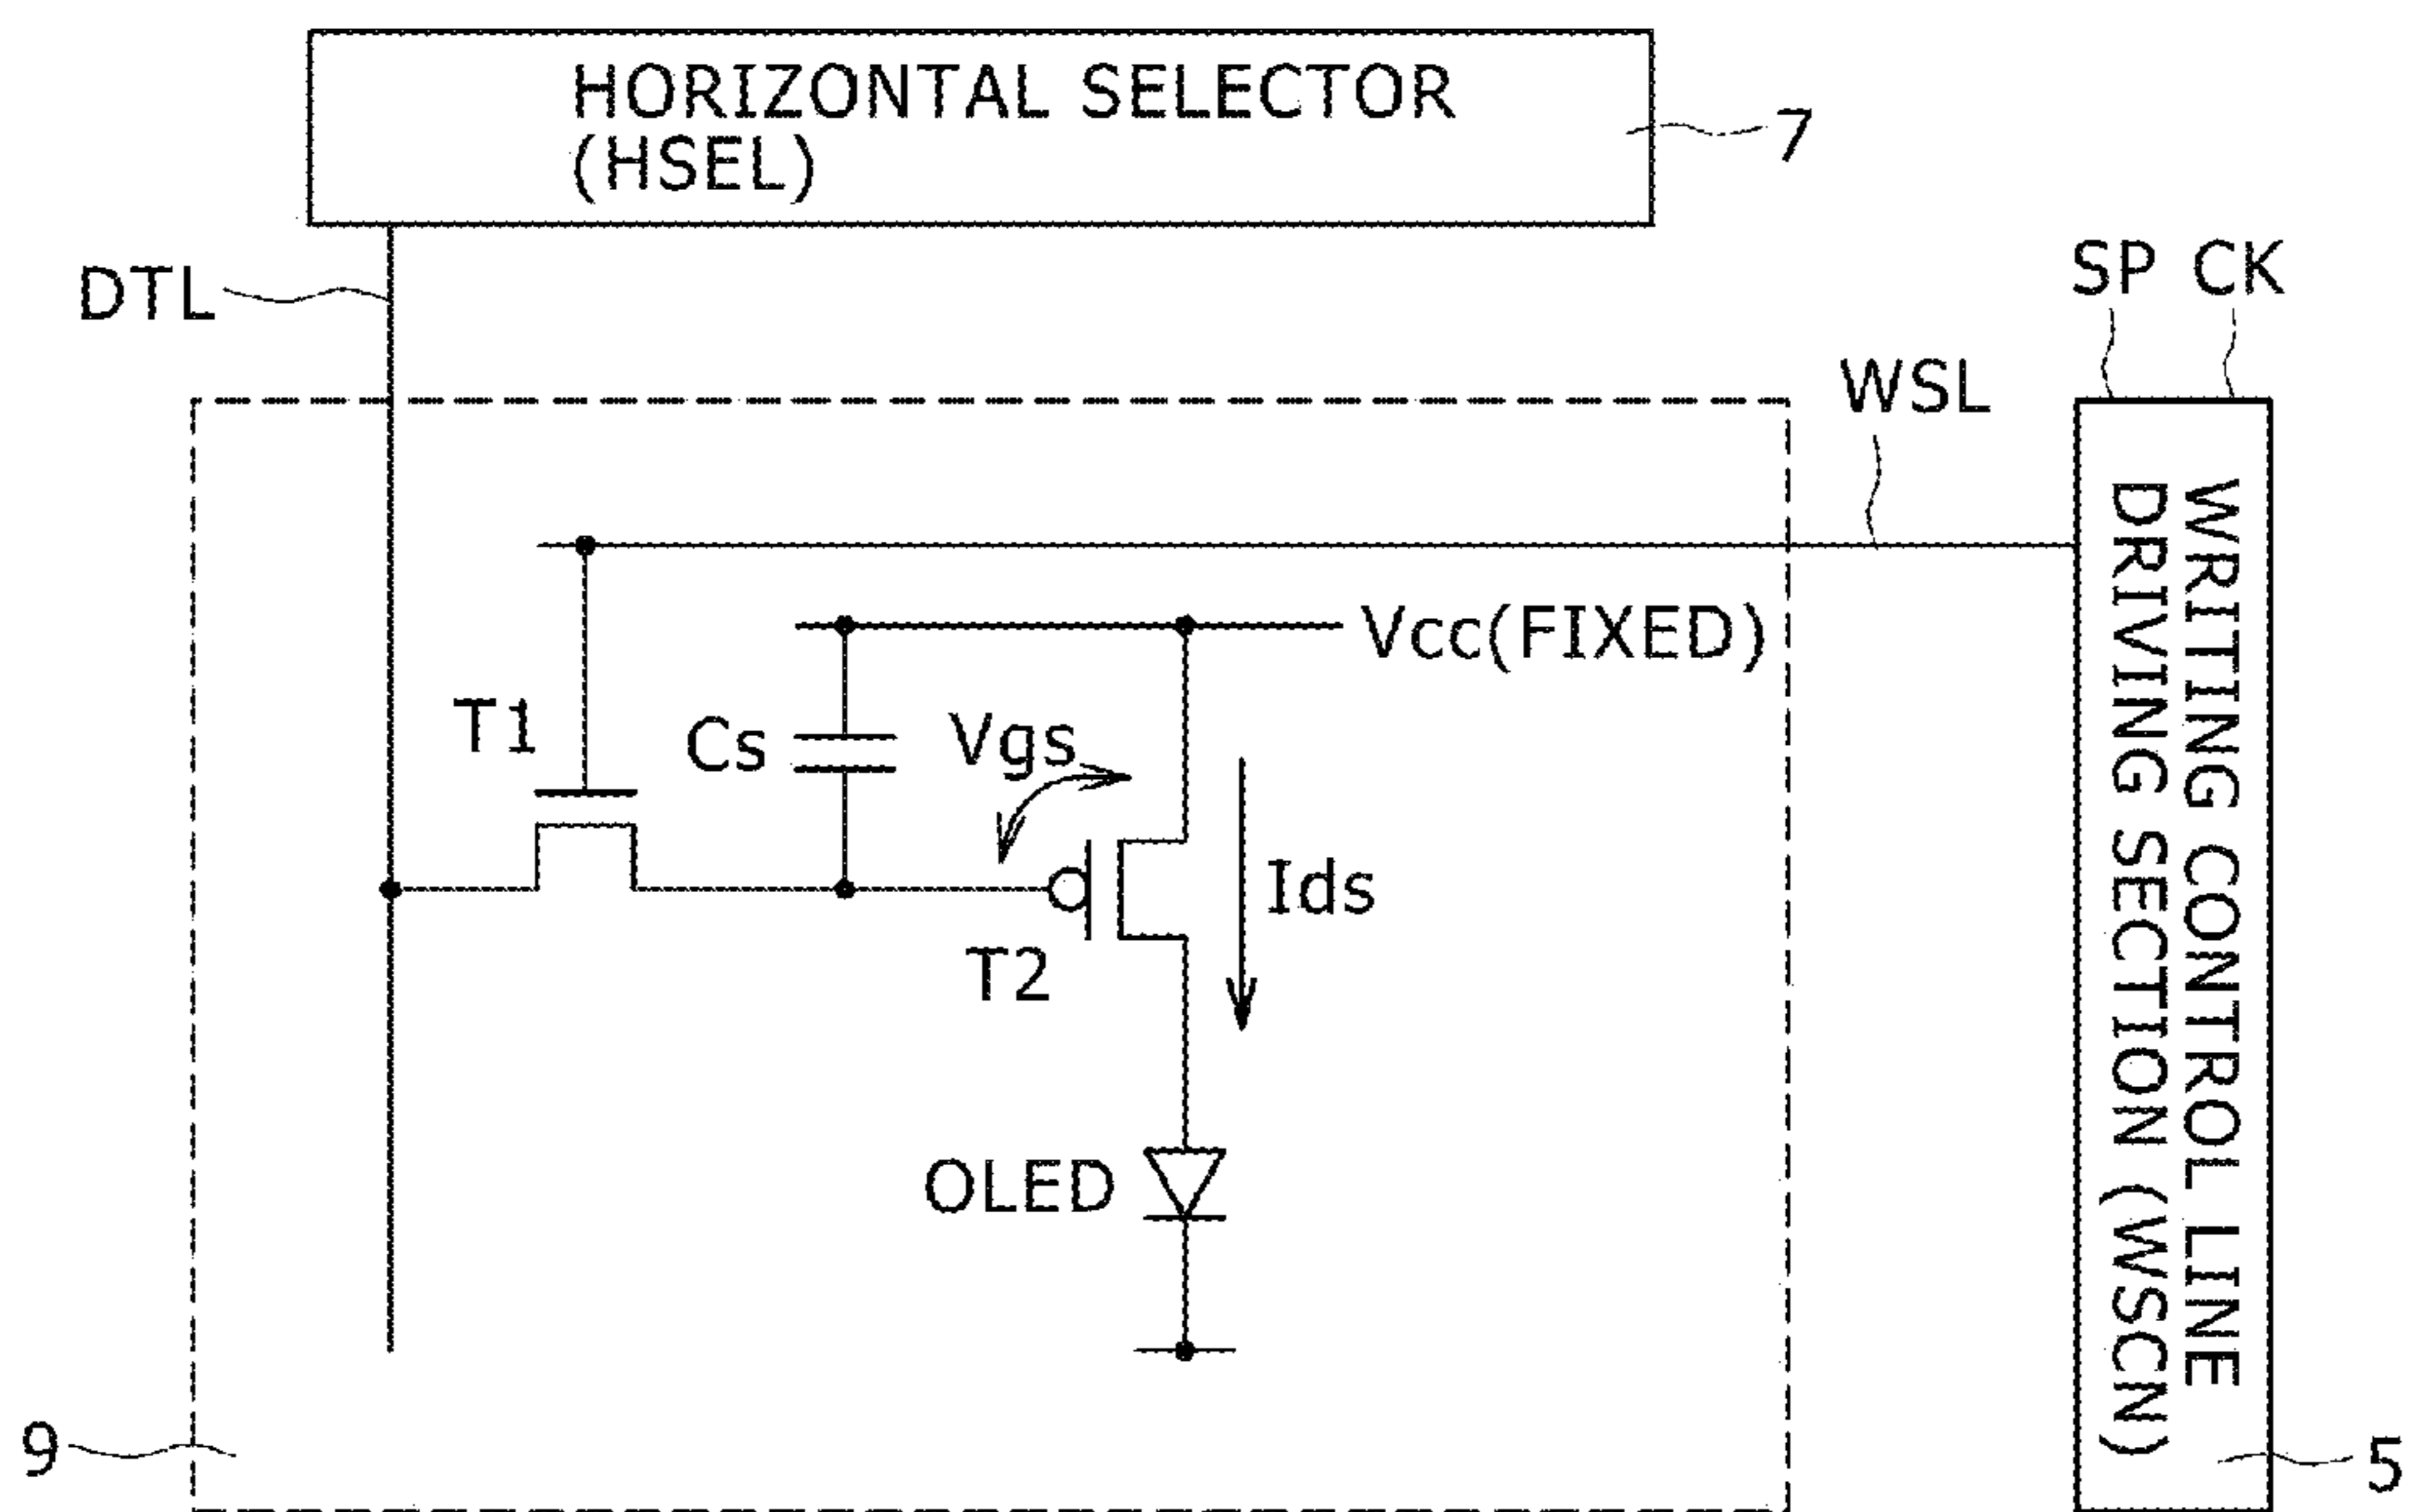 HORIZONTAL SELECTOR
(HSEL)
7
DTL
SP CK
WSL
Vcc(FIXED)
T1
Cs
Vgs
Ids
T2
OLED
WRITING CONTROL LINE
DRIVING SECTION (WSCN)
9
5